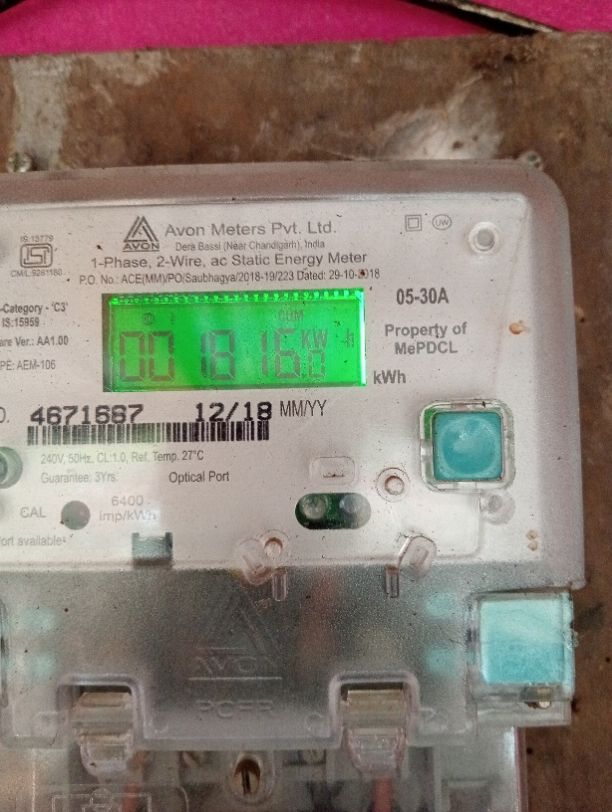 IS:15779
CM/L:9261160
AVON
Avon Meters Pvt. Ltd.
Dera Bassi (Near Chandigarh), India
1-Phase, 2-Wire, ac Static Energy Meter
P.O. No.: ACE(MM)/PO/Saubhagya/2018-19/223 Dated: 29-10-2018
UW
-Category - 'C3'
IS:15959
are Ver.: AA1.00
PE: AEM-106
CUM
001816.0 KW h
kWh
05-30A
Property of
MePDCL
O. 4671687 12/18 MM/YY
240V, 50Hz, CL:1.0, Ref. Temp. 27°C
Guarantee: 3Yrs. Optical Port
CAL 6400
imp/kWh
ort available
AVON